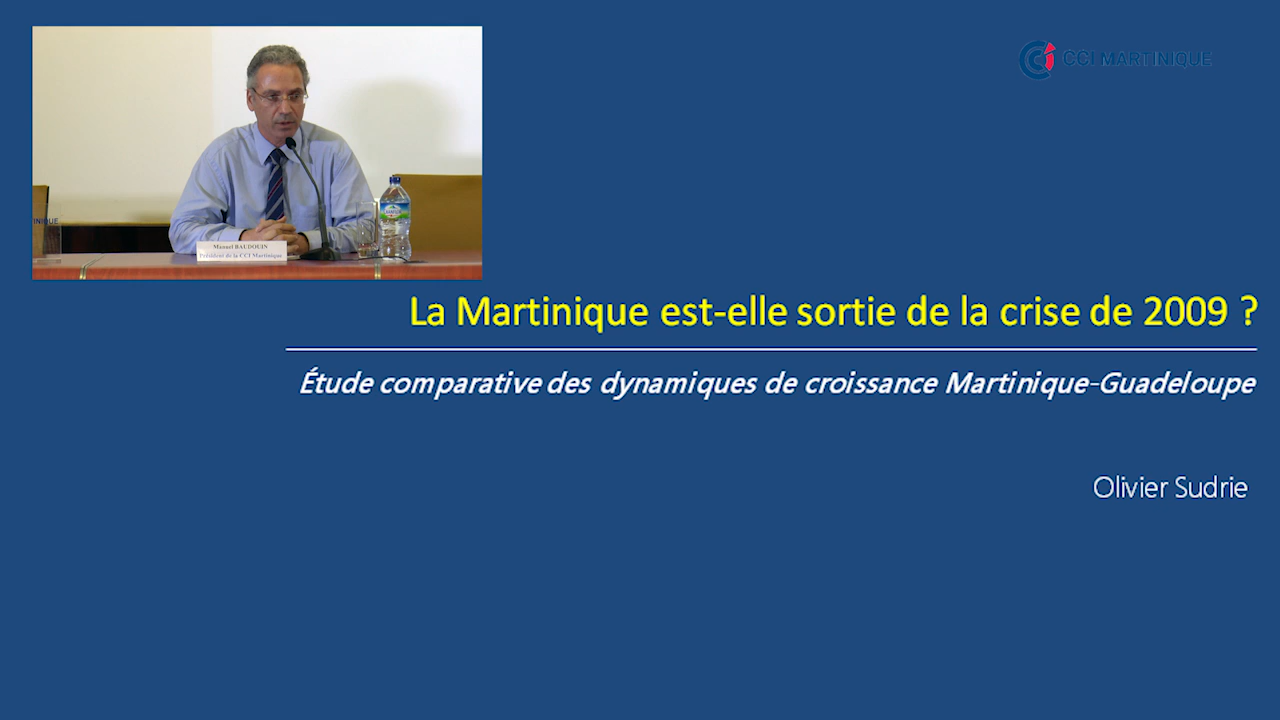 CCI MARTINIQUE
TINIQUE
Manuel BAUDOUIN
Président de la CCI Martinique
La Martinique est-elle sortie de la crise de 2009 ?
Étude comparative des dynamiques de croissance Martinique-Guadeloupe
Olivier Sudrie